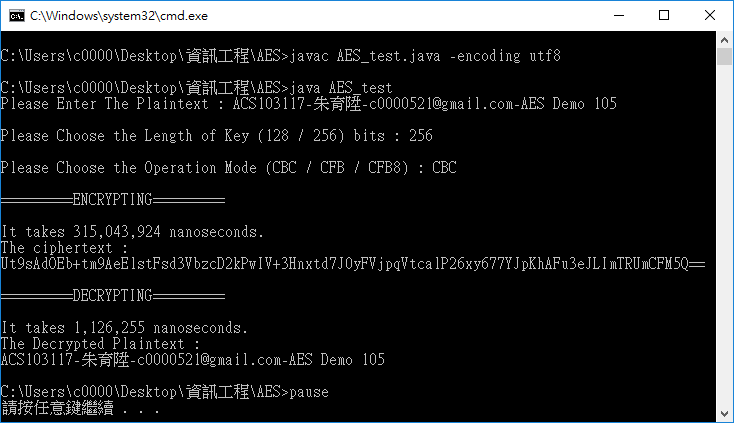 C:\Windows\system32\cmd.exe
C:\Users\c0000\Desktop\資訊工程\AES>javac AES_test.java -encoding utf8
C:\Users\c0000\Desktop\資訊工程\AES>java AES_test
Please Enter The Plaintext : ACS103117-朱育陞-c0000521@gmail.com-AES Demo 105
Please Choose the Length of Key (128 / 256) bits : 256
Please Choose the Operation Mode (CBC / CFB / CFB8) : CBC
=========ENCRYPTING=========
It takes 315,043,924 nanoseconds.
The ciphertext :
Ut9sAdOEb+tm9AeElstFsd3VbzcD2kPwIV+3Hnxtd7J0yFVjpqVtcalP26xy677YJpKhAFu3eJLImTRUmCFM5Q==
=========DECRYPTING=========
It takes 1,126,255 nanoseconds.
The Decrypted Plaintext :
ACS103117-朱育陞-c0000521@gmail.com-AES Demo 105
C:\Users\c0000\Desktop\資訊工程\AES>pause
請按任意鍵繼續 . . .